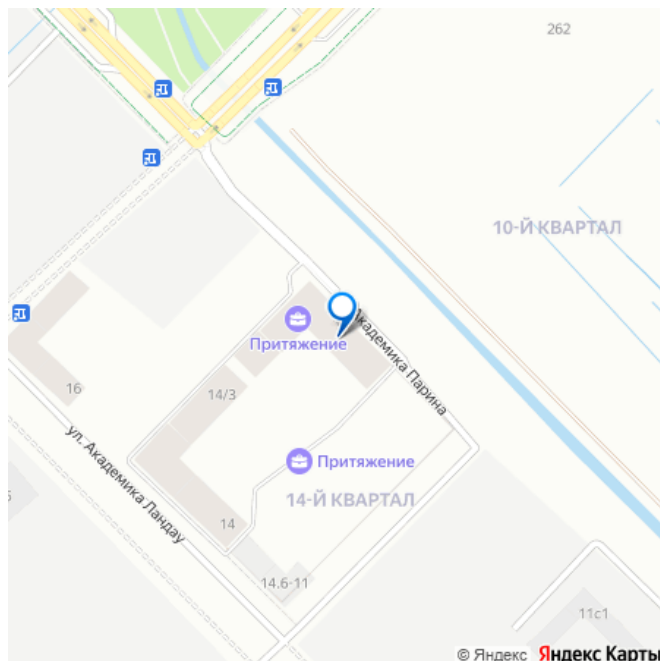 262
10-Й КВАРТАЛ
Академика Парина
Притяжение
14/3
16
ул. Академика Ландау
Притяжение
14-Й КВАРТАЛ
14
14.6-11
11с1
© Яндекс Яндекс Карты